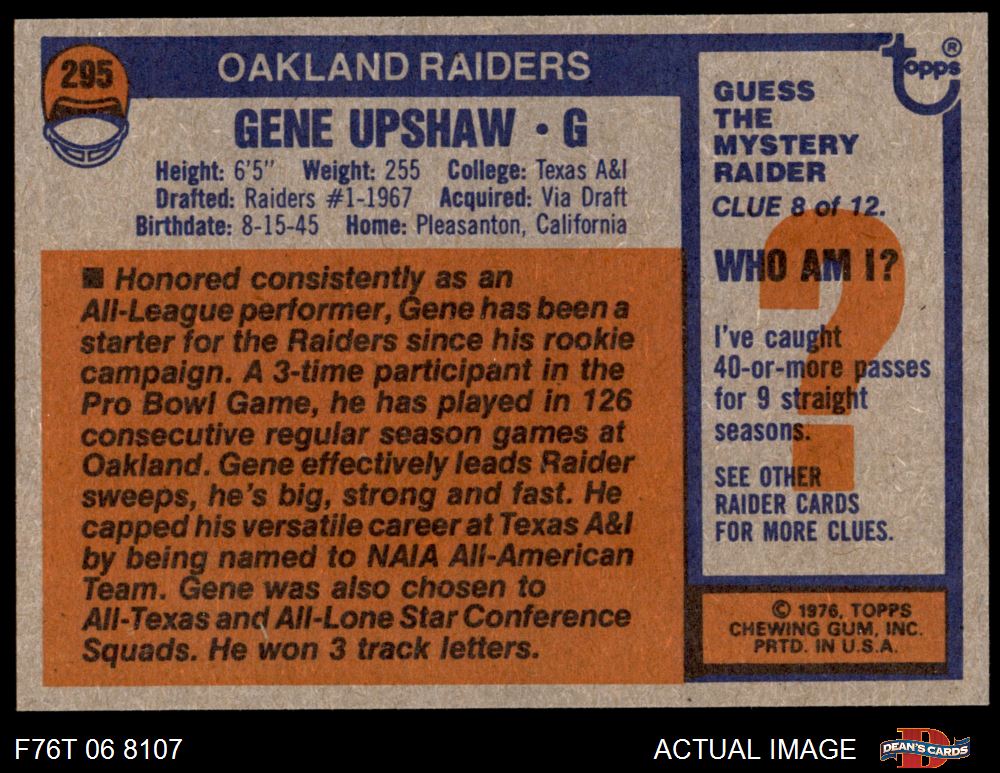 295
OAKLAND RAIDERS
GENE UPSHAW • G
Height: 6'5" Weight: 255 College: Texas A&I
Drafted: Raiders #1-1967 Acquired: Via Draft
Birthdate: 8-15-45 Home: Pleasanton, California
■ Honored consistently as an
All-League performer, Gene has been a
starter for the Raiders since his rookie
campaign. A 3-time participant in the
Pro Bowl Game, he has played in 126
consecutive regular season games at
Oakland. Gene effectively leads Raider
sweeps, he's big, strong and fast. He
capped his versatile career at Texas A&I
by being named to NAIA All-American
Team. Gene was also chosen to
All-Texas and All-Lone Star Conference
Squads. He won 3 track letters.
topps®
GUESS
THE
MYSTERY
RAIDER
CLUE 8 of 12.
?
WHO AM I?
I've caught
40-or-more passes
for 9 straight
seasons.
SEE OTHER
RAIDER CARDS
FOR MORE CLUES.
© 1976, TOPPS
CHEWING GUM, INC.
PRTD. IN U.S.A.
F76T 06 8107
ACTUAL IMAGE
D
DEAN'S CARDS